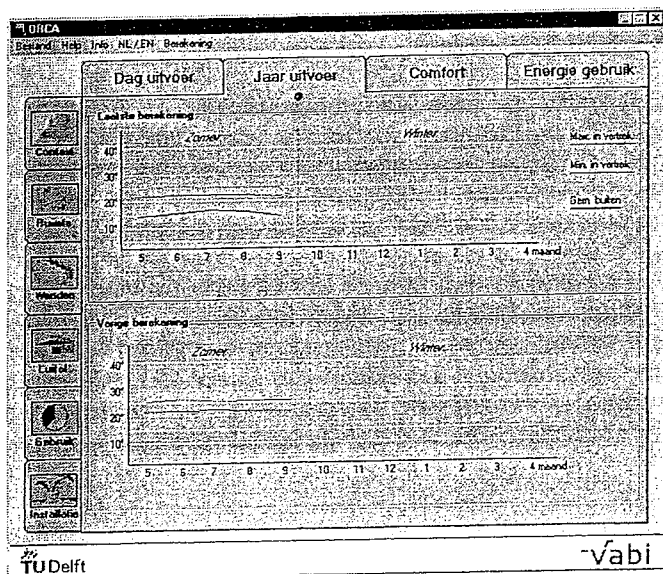 ORCA
Bestand Help Info NL/EN Berekening
Dag uitvoer Jaar uitvoer Comfort Energie gebruik
Laatste berekening
Zomer Winter
40°
30°
20°
10°
5 6 7 8 9 10 11 12 1 2 3 4 maand
Max. in vertrek
Min. in vertrek
Gem. buiten
Context
Ruimte
Wanden
Luifel
Gebruik
Installatie
Vorige berekening
Zomer Winter
40°
30°
20°
10°
5 6 7 8 9 10 11 12 1 2 3 4 maand
TU Delft
Vabi